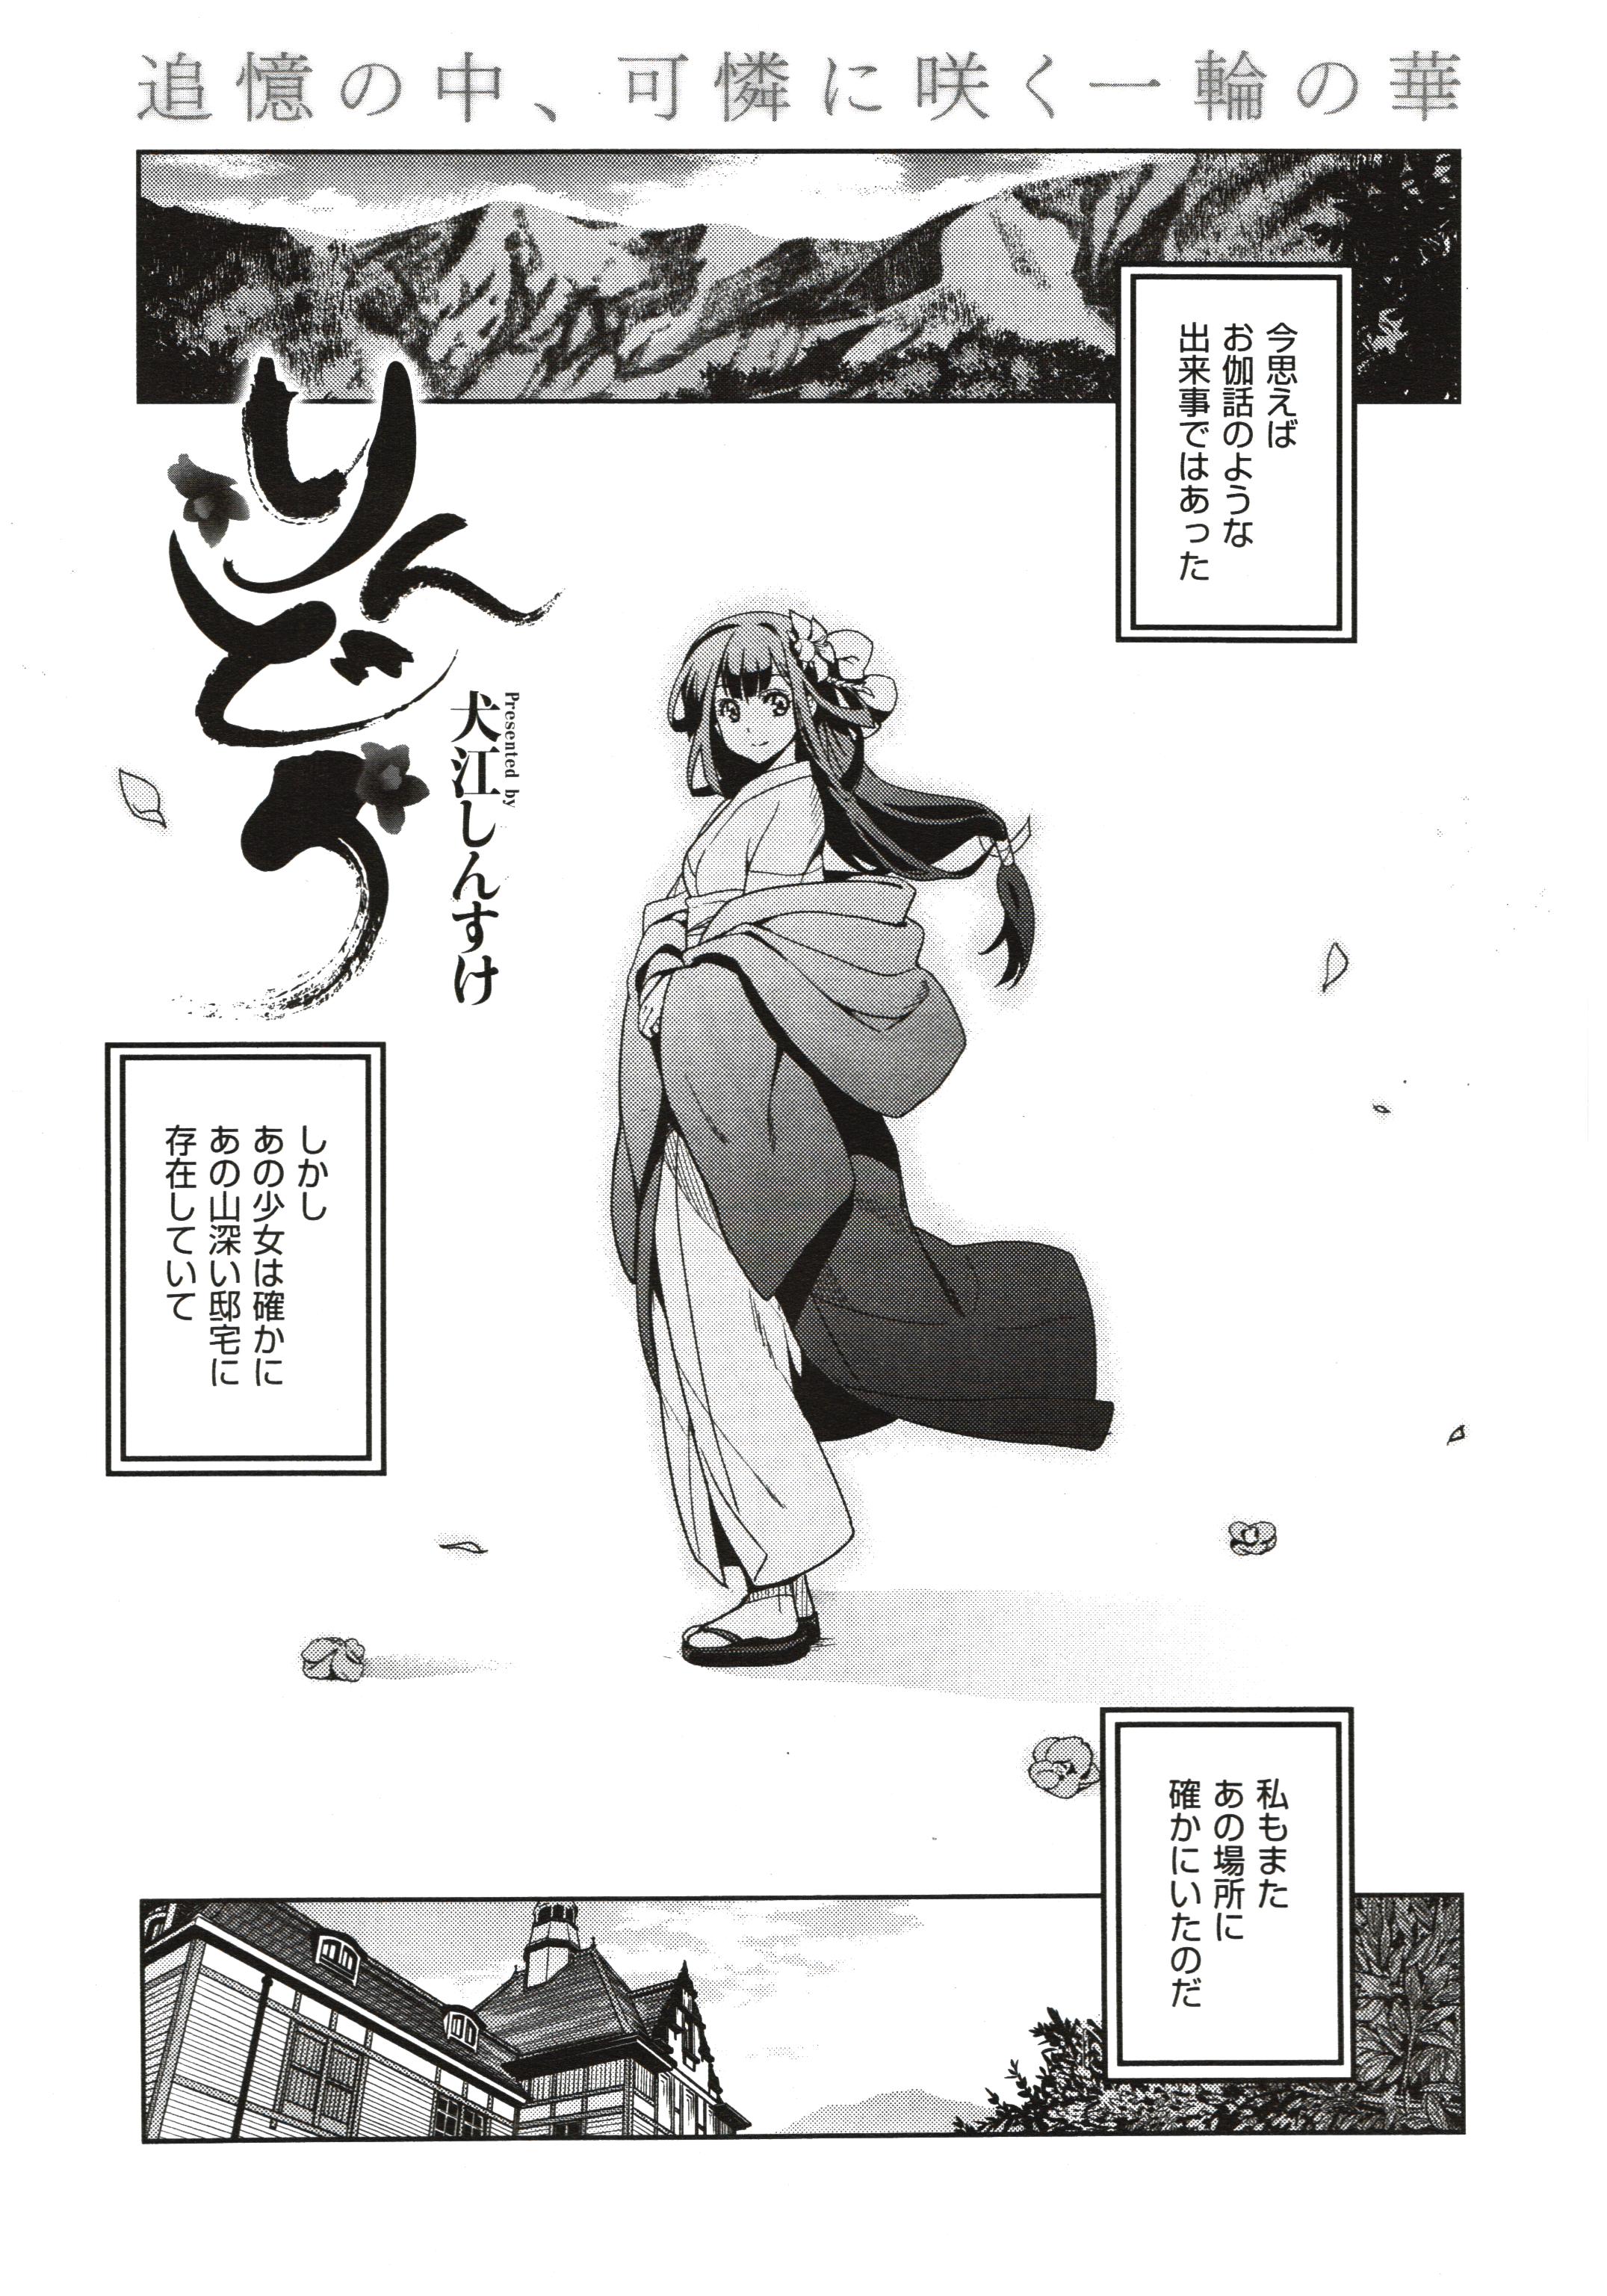 追憶の中、可憐に咲く一輪の華
今思えば
お伽話のような
出来事ではあった
りんどう
Presented by
犬江しんすけ
しかし
あの少女は確かに
あの山深い邸宅に
存在していて
私もまた
あの場所に
確かにいたのだ